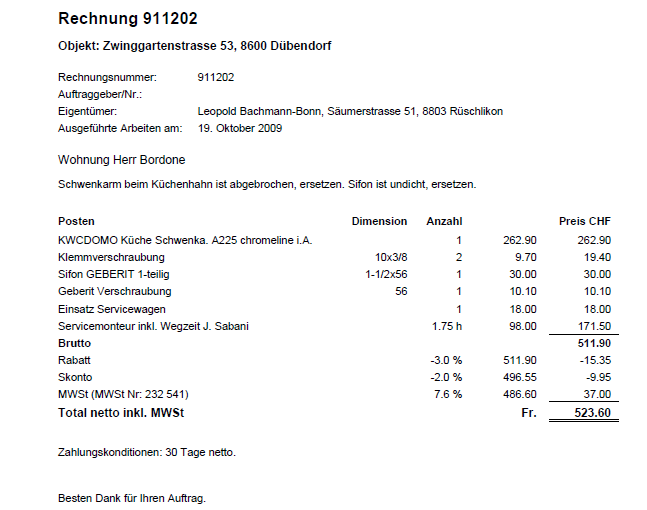 Rechnung 911202
Objekt: Zwinggartenstrasse 53, 8600 Dübendorf
Rechnungsnummer: 911202
Auftraggeber/Nr.:
Eigentümer: Leopold Bachmann-Bonn, Säumerstrasse 51, 8803 Rüschlikon
Ausgeführte Arbeiten am: 19. Oktober 2009
Wohnung Herr Bordone
Schwenkarm beim Küchenhahn ist abgebrochen, ersetzen. Sifon ist undicht, ersetzen.
Posten Dimension Anzahl Preis CHF
KWCDOMO Küche Schwenka. A225 chromeline i.A. 1 262.90 262.90
Klemmverschraubung 10x3/8 2 9.70 19.40
Sifon GEBERIT 1-teilig 1-1/2x56 1 30.00 30.00
Geberit Verschraubung 56 1 10.10 10.10
Einsatz Servicewagen 1 18.00 18.00
Servicemonteur inkl. Wegzeit J. Sabani 1.75 h 98.00 171.50
Brutto 511.90
Rabatt -3.0 % 511.90 -15.35
Skonto -2.0 % 496.55 -9.95
MWSt (MWSt Nr: 232 541) 7.6 % 486.60 37.00
Total netto inkl. MWSt Fr. 523.60
Zahlungskonditionen: 30 Tage netto.
Besten Dank für Ihren Auftrag.